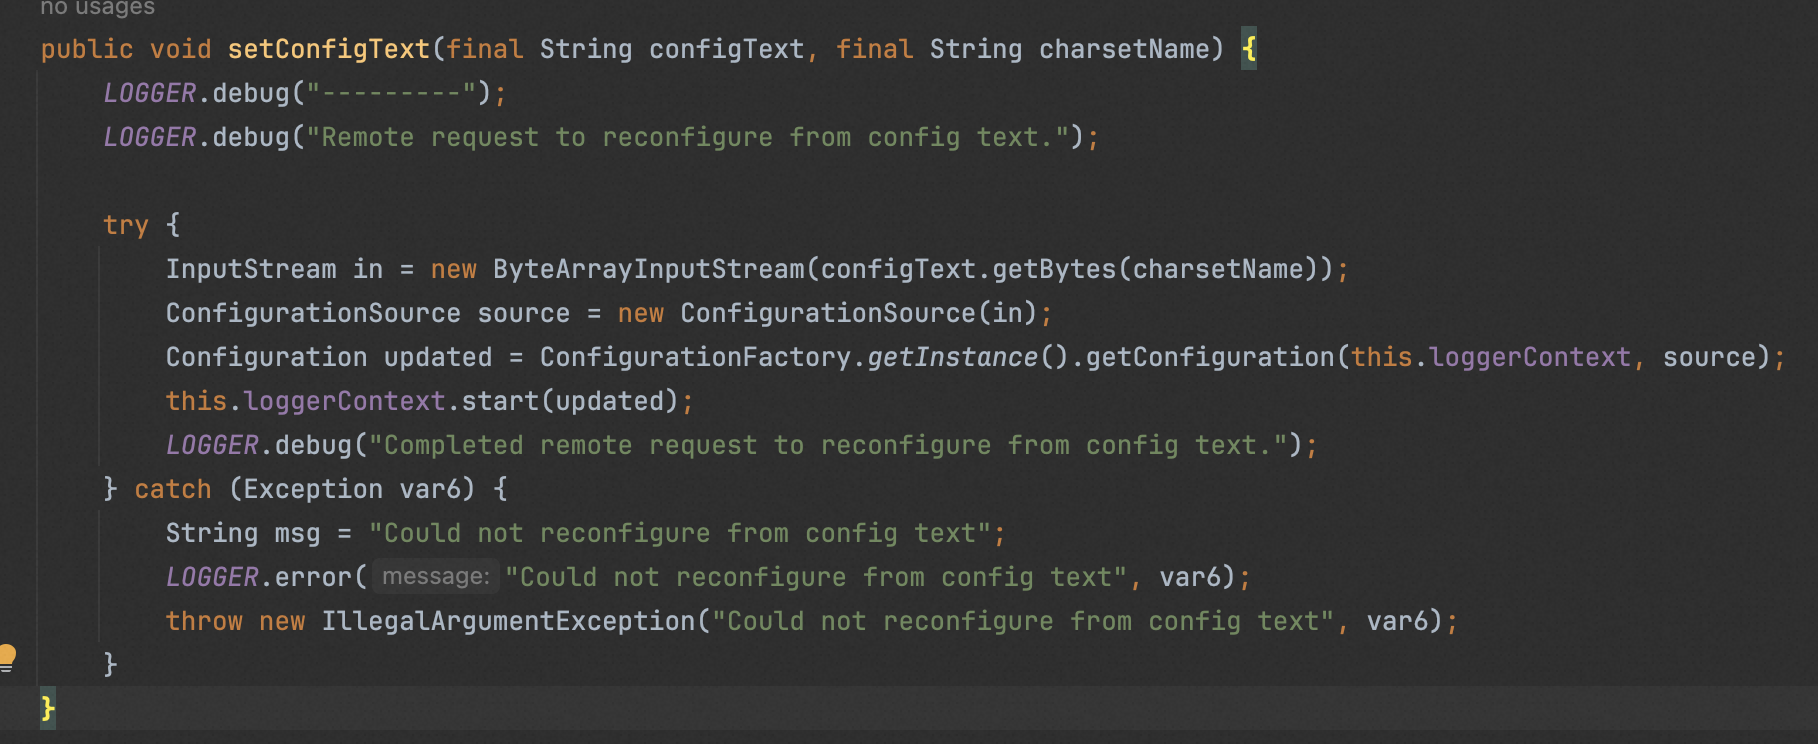 no usages
public void setConfigText(final String configText, final String charsetName) {
LOGGER.debug("---------");
LOGGER.debug("Remote request to reconfigure from config text.");
try {
InputStream in = new ByteArrayInputStream(configText.getBytes(charsetName));
ConfigurationSource source = new ConfigurationSource(in);
Configuration updated = ConfigurationFactory.getInstance().getConfiguration(this.loggerContext, source);
this.loggerContext.start(updated);
LOGGER.debug("Completed remote request to reconfigure from config text.");
} catch (Exception var6) {
String msg = "Could not reconfigure from config text";
LOGGER.error( message: "Could not reconfigure from config text", var6);
throw new IllegalArgumentException("Could not reconfigure from config text", var6);
}
}